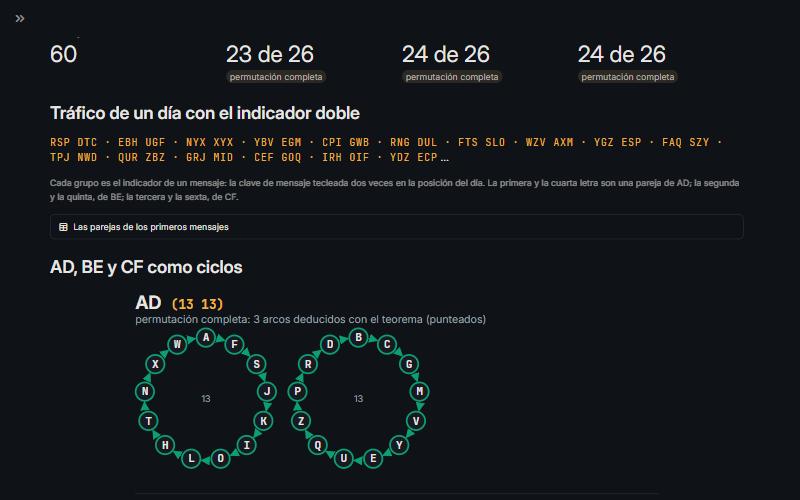 »
60
23 de 26
24 de 26
24 de 26
permutación completa
permutación completa
permutación completa
Tráfico de un día con el indicador doble
RSP DTC · EBH UGF · NYX XYX · YBV EGM · CPI GWB · RNG DUL · FTS SLO · WZV AXM · YGZ ESP · FAQ SZY ·
TPJ NWD · QUR ZBZ · GRJ MID · CEF GOQ · IRH OIF · YDZ ECP …
Cada grupo es el indicador de un mensaje: la clave de mensaje tecleada dos veces en la posición del día. La primera y la cuarta letra son una pareja de AD; la segunda
y la quinta, de BE; la tercera y la sexta, de CF.
Las parejas de los primeros mensajes
AD, BE y CF como ciclos
AD (13 13)
permutación completa: 3 arcos deducidos con el teorema (punteados)
A F S J K I O L H T N X W
13
B C G M V Y E U Q Z P R D
13